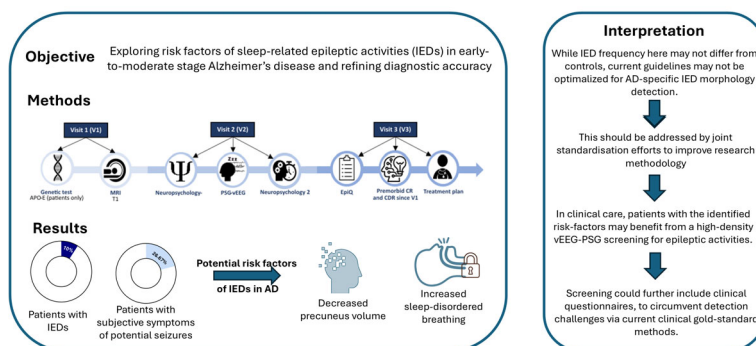 Objective
Exploring risk factors of sleep-related epileptic activities (IEDs) in early-
to-moderate stage Alzheimer's disease and refining diagnostic accuracy
Methods
Visit 1 (V1)
Visit 2 (V2)
Visit 3 (V3)
Zzz
Genetic test
APO-E (patients only)
MRI
T1
Neuropsychology-
PSG-vEEG
Neuropsychology 2
EpiQ
Premorbid CR
and CDR since V1
Treatment plan
Results
10%
Patients with
IEDs
26,67%
Patients with
subjective symptoms
of potential seizures
Potential risk factors
of IEDs in AD
Decreased
precuneus volume
Increased
sleep-disordered
breathing
Interpretation
While IED frequency here may not differ from
controls, current guidelines may not be
optimalized for AD-specific IED morphology
detection.
This should be addressed by joint
standardisation efforts to improve research
methodology
In clinical care, patients with the identified
risk-factors may benefit from a high-density
vEEG-PSG screening for epileptic activities.
Screening could further include clinical
questionnaires, to circumvent detection
challenges via current clinical gold-standard
methods.